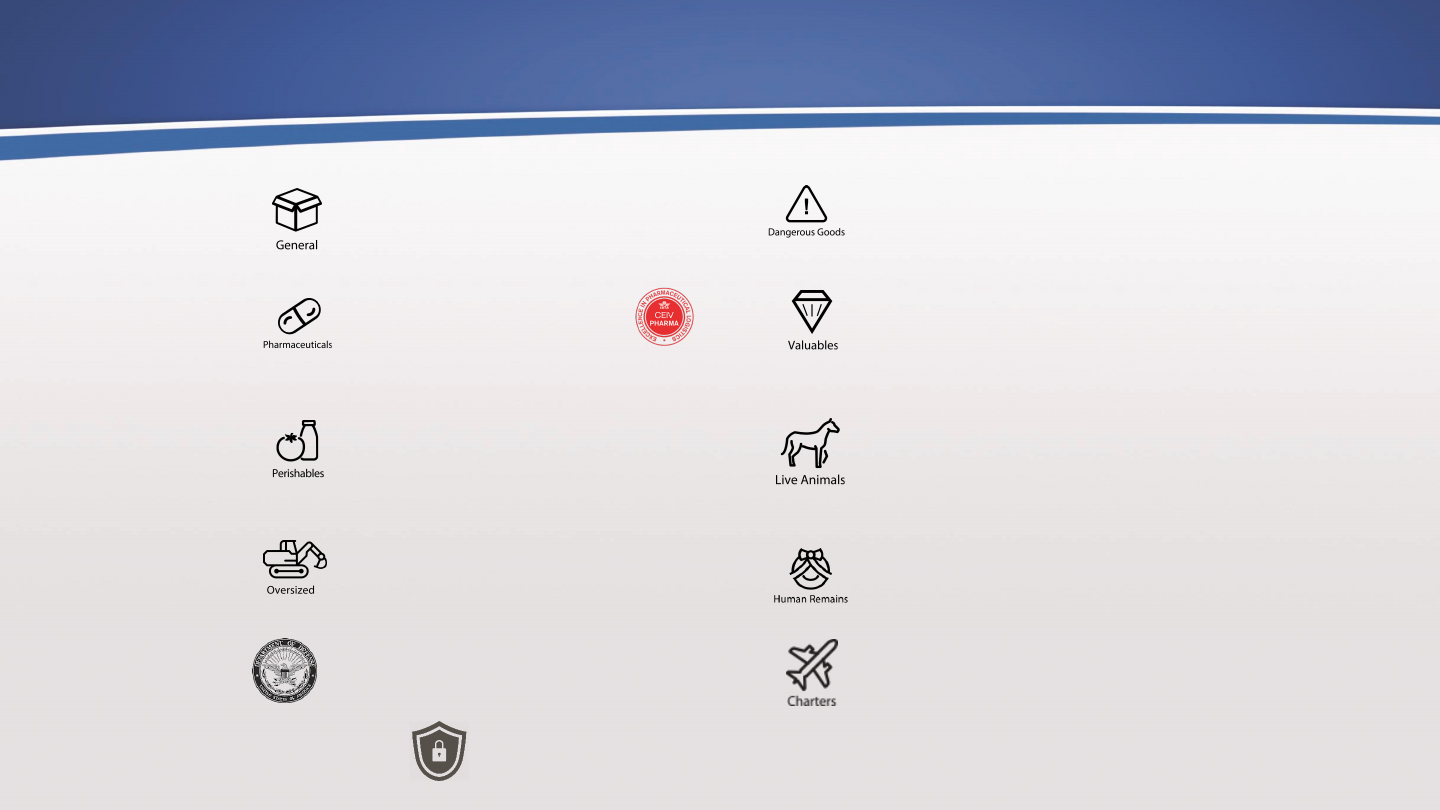 General
Dangerous Goods
EXCELLENCE IN PHARMACEUTICAL LOGISTICS
CEIV
PHARMA
Pharmaceuticals
Valuables
Perishables
Live Animals
Oversized
Human Remains
DEPARTMENT OF DEFENSE
UNITED STATES OF AMERICA
Charters